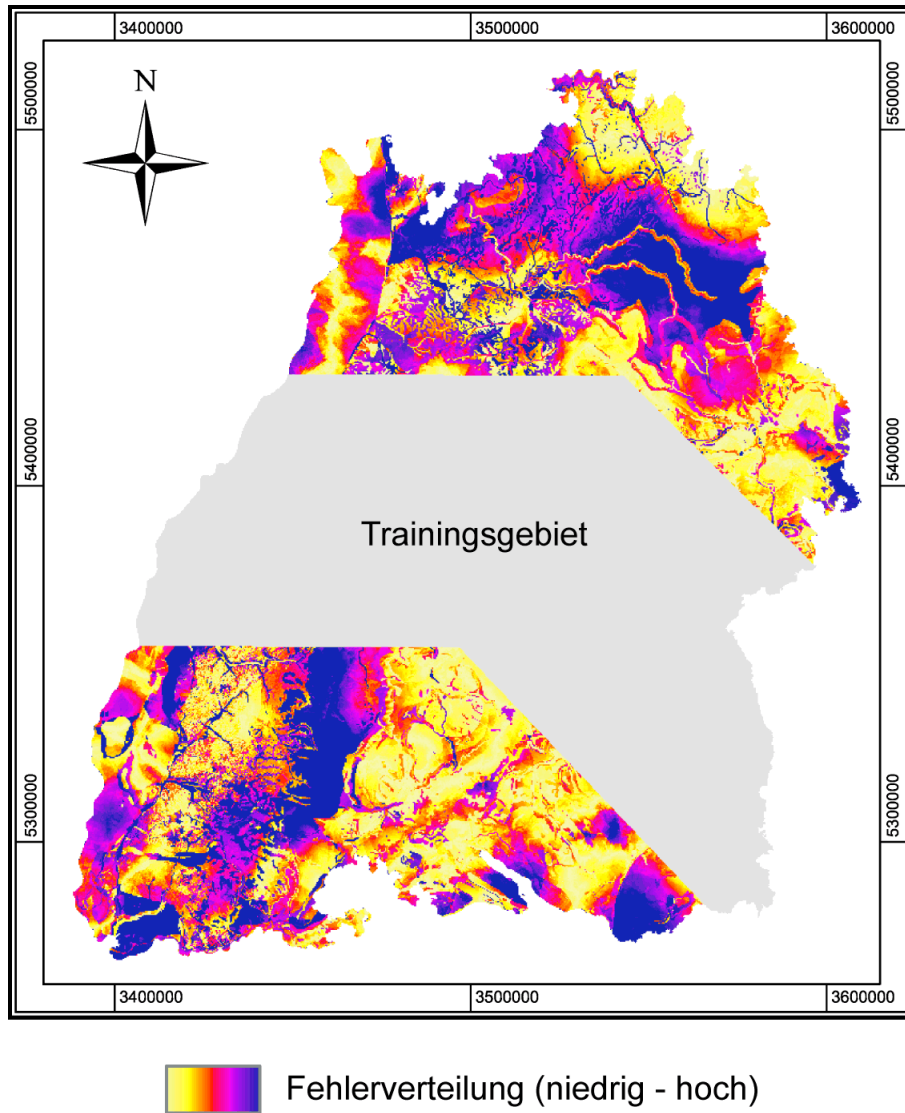 3400000 3500000 3600000
5500000 5500000
N
5400000 5400000
Trainingsgebiet
5300000 5300000
3400000 3500000 3600000
Fehlerverteilung (niedrig - hoch)